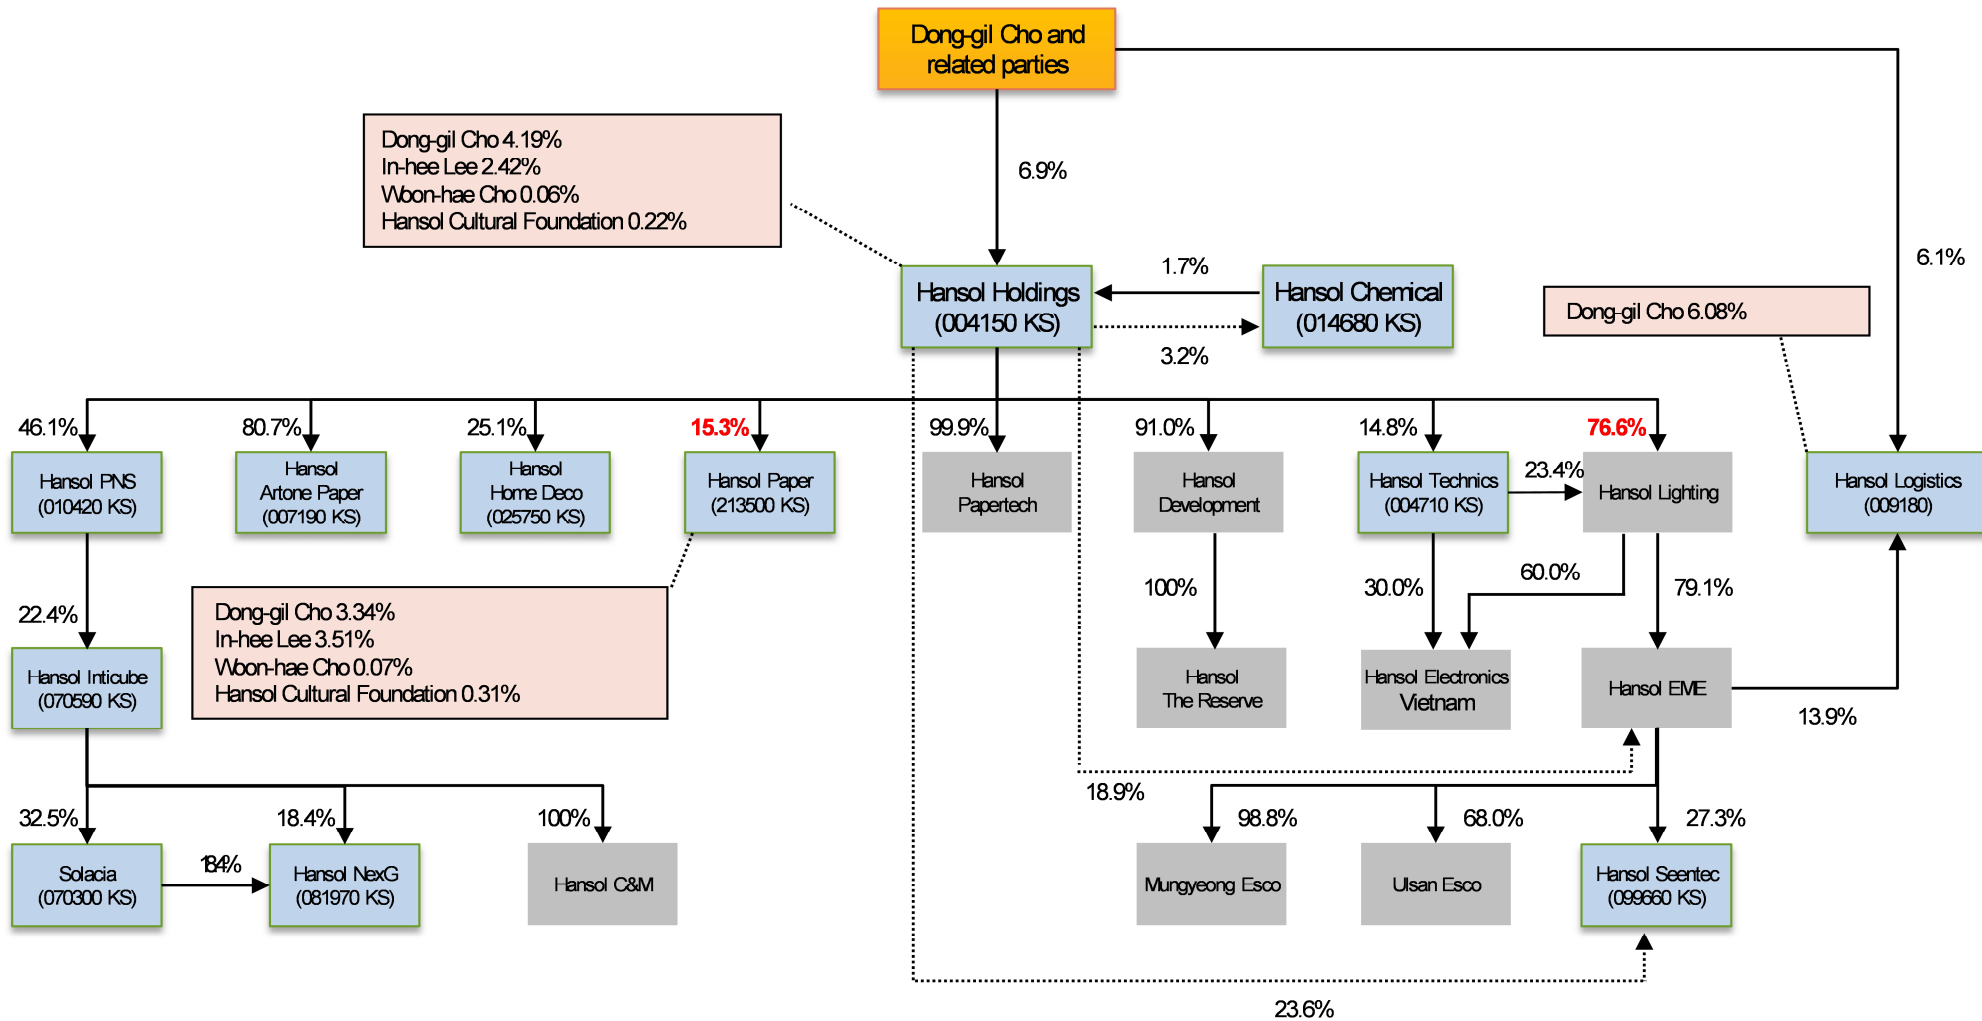 Dong-gil Cho and
related parties
Dong-gil Cho 4.19%
In-hee Lee 2.42%
Woon-hae Cho 0.06%
Hansol Cultural Foundation 0.22%
6.9%
6.1%
Hansol Holdings
(004150 KS)
1.7%
3.2%
Hansol Chemical
(014680 KS)
Dong-gil Cho 6.08%
46.1%
80.7%
25.1%
15.3%
99.9%
91.0%
14.8%
76.6%
Hansol PNS
(010420 KS)
Hansol
Artone Paper
(007190 KS)
Hansol
Home Deco
(025750 KS)
Hansol Paper
(213500 KS)
Hansol
Papertech
Hansol
Development
Hansol Technics
(004710 KS)
23.4%
Hansol Lighting
Hansol Logistics
(009180)
22.4%
Dong-gil Cho 3.34%
In-hee Lee 3.51%
Woon-hae Cho 0.07%
Hansol Cultural Foundation 0.31%
100%
30.0%
60.0%
79.1%
Hansol Inticube
(070590 KS)
Hansol
The Reserve
Hansol Electronics
Vietnam
Hansol EME
13.9%
18.9%
32.5%
18.4%
100%
98.8%
68.0%
27.3%
Solacia
(070300 KS)
Hansol NexG
(081970 KS)
Hansol C&M
Mungyeong Esco
Ulsan Esco
Hansol Seentec
(099660 KS)
23.6%